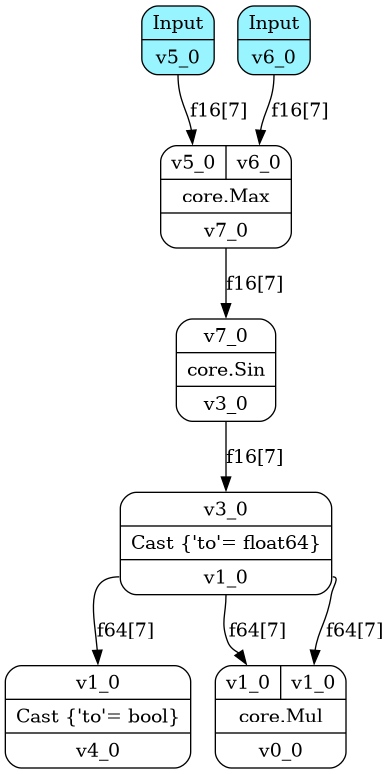 Input
Input
v5_0
v6_0
f16[7]
f16[7]
v5_0
v6_0
core.Max
v7_0
f16[7]
v7_0
core.Sin
v3_0
f16[7]
v3_0
Cast {'to'= float64}
v1_0
f64[7]
f64[7]
f64[7]
v1_0
Cast {'to'= bool}
v4_0
v1_0
v1_0
core.Mul
v0_0